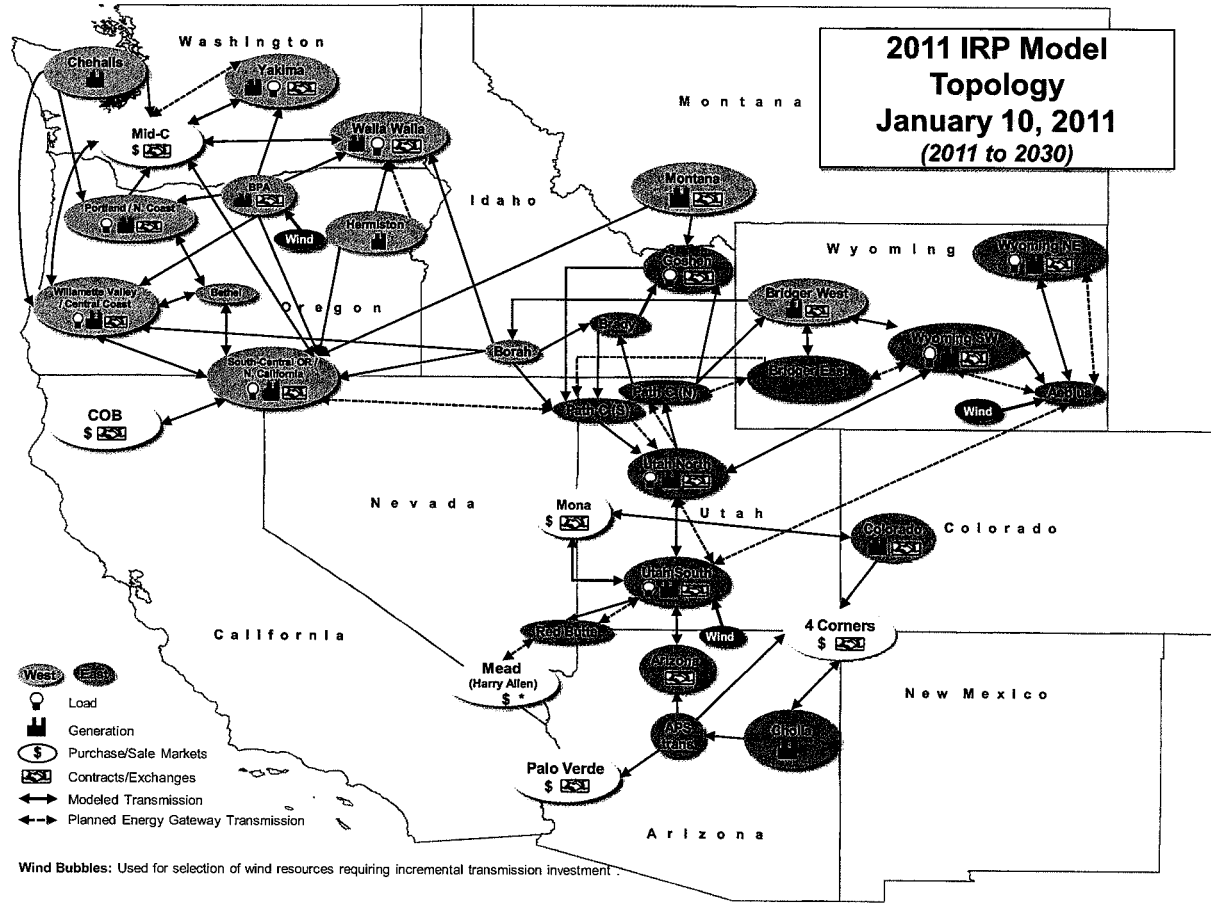 2011 IRP Model
Topology
January 10, 2011
(2011 to 2030)
Washington
Montana
Idaho
Wyoming
Oregon
Nevada
Utah
Colorado
California
New Mexico
Arizona
Chehalis
Yakima
Mid-C
$
Walla Walla
BPA
Portland / N. Coast
Wind
Hermiston
Montana
Goshen
Wyoming NE
Willamette Valley
/ Central Coast
Bethel
Bridger West
Brady
Borah
Wyoming SW
South-Central OR /
N. California
Bridger East
Path C (N)
Path C (S)
Wind
Aeolus
COB
$
Utah North
Mona
$
Colorado
Utah South
Red Butte
Wind
4 Corners
$
Mead
(Harry Allen)
$ *
Arizona
APS
trans
Cholla
Palo Verde
$
West
East
Load
Generation
$ Purchase/Sale Markets
Contracts/Exchanges
Modeled Transmission
Planned Energy Gateway Transmission
Wind Bubbles: Used for selection of wind resources requiring incremental transmission investment .